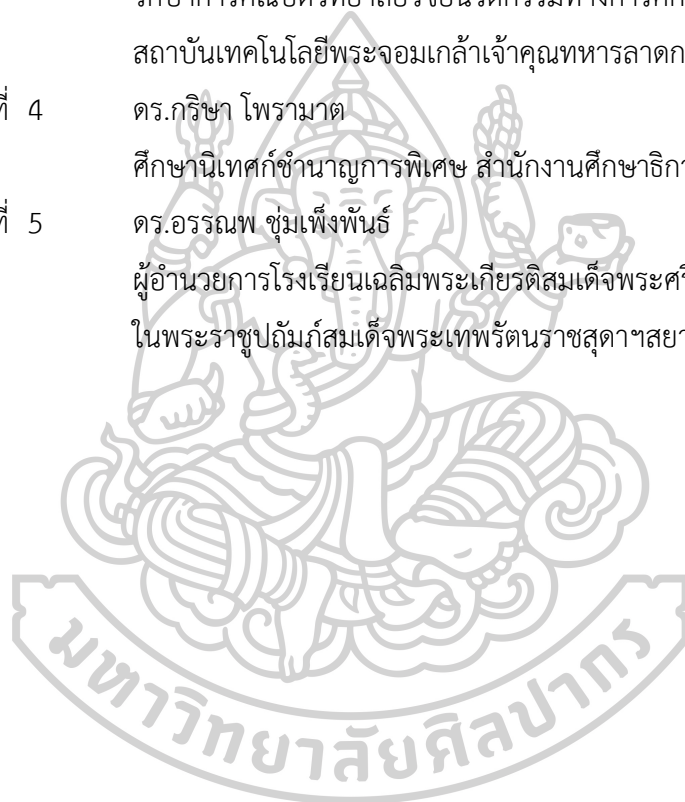 สถาบันเทคโนโลยีพระจอมเกล้าเจ้าคุณทหารลาดก
ที่ 4 ดร.กริษา โพรามาต
ศึกษานิเทศก์ชำนาญการพิเศษ สำนักงานศึกษาธิกา
ที่ 5 ดร.อรรณพ ชุ่มเพ็งพันธ์
ผู้อำนวยการโรงเรียนเฉลิมพระเกียรติสมเด็จพระศรี
ในพระราชูปถัมภ์สมเด็จพระเทพรัตนราชสุดาฯสยา
มหาวิทยาลัยศิลปากร